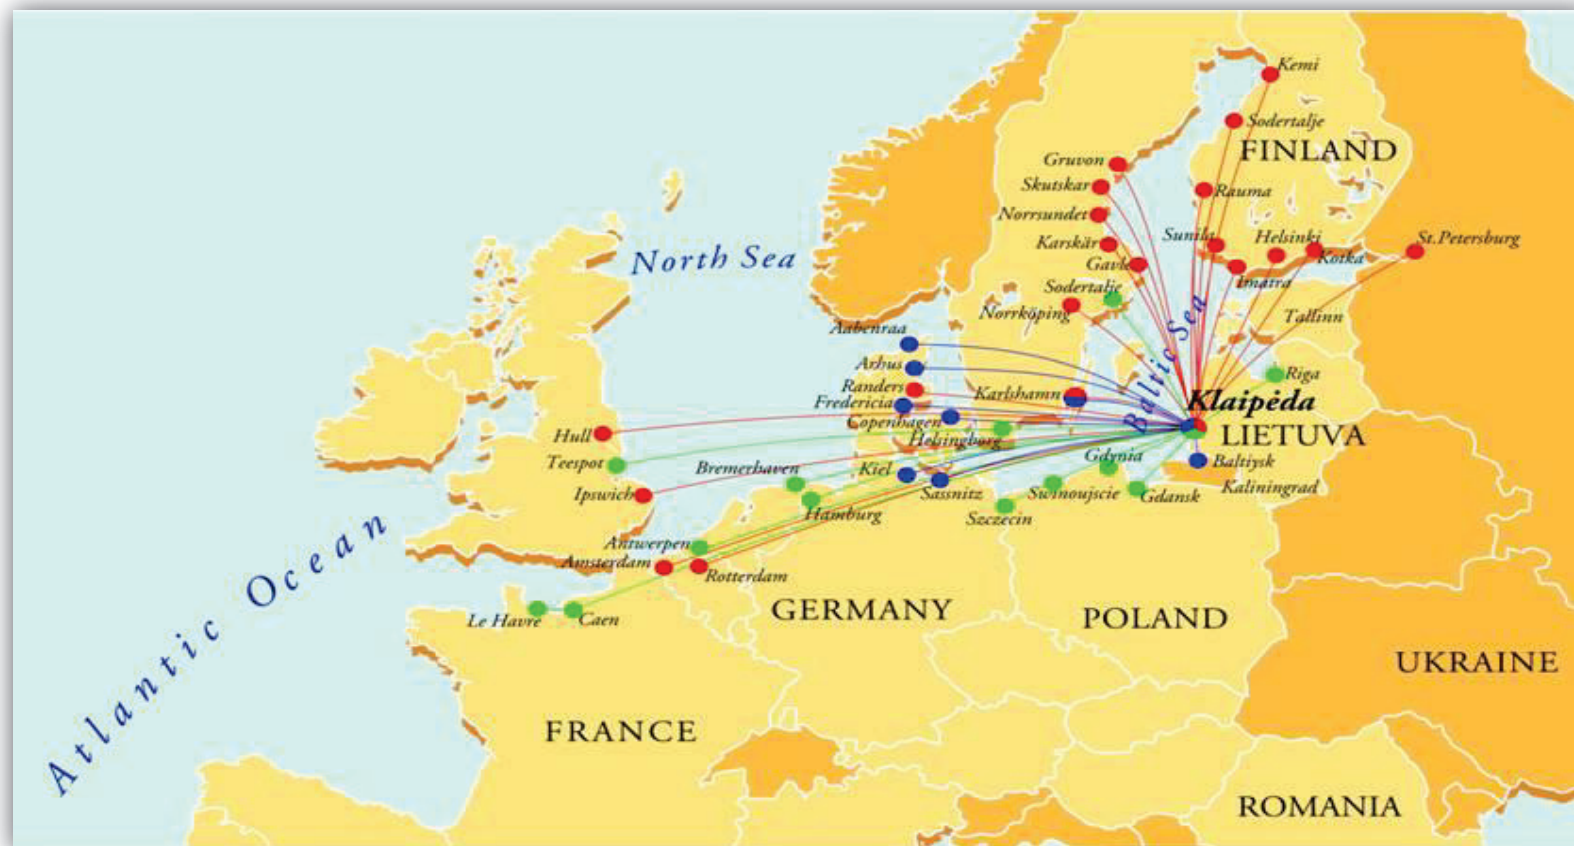 Kemi
Sodertalje
FINLAND
Gruvon
Skutskar
Rauma
Norrsundet
Karskär
Sunila
Helsinki
St.Petersburg
Kotka
Gavle
Imatra
Sodertalje
Norrköping
Tallinn
North Sea
Baltic Sea
Aabenraa
Arhus
Randers
Fredericia
Karlshamn
Riga
Klaipėda
LIETUVA
Copenhagen
Helsingborg
Hull
Teespot
Ipswich
Bremerhaven
Kiel
Gdynia
Baltiysk
Sassnitz
Swinoujscie
Gdansk
Kaliningrad
Hamburg
Szczecin
Antwerpen
Amsterdam
Rotterdam
Le Havre
Caen
GERMANY
POLAND
UKRAINE
FRANCE
ROMANIA
Atlantic Ocean